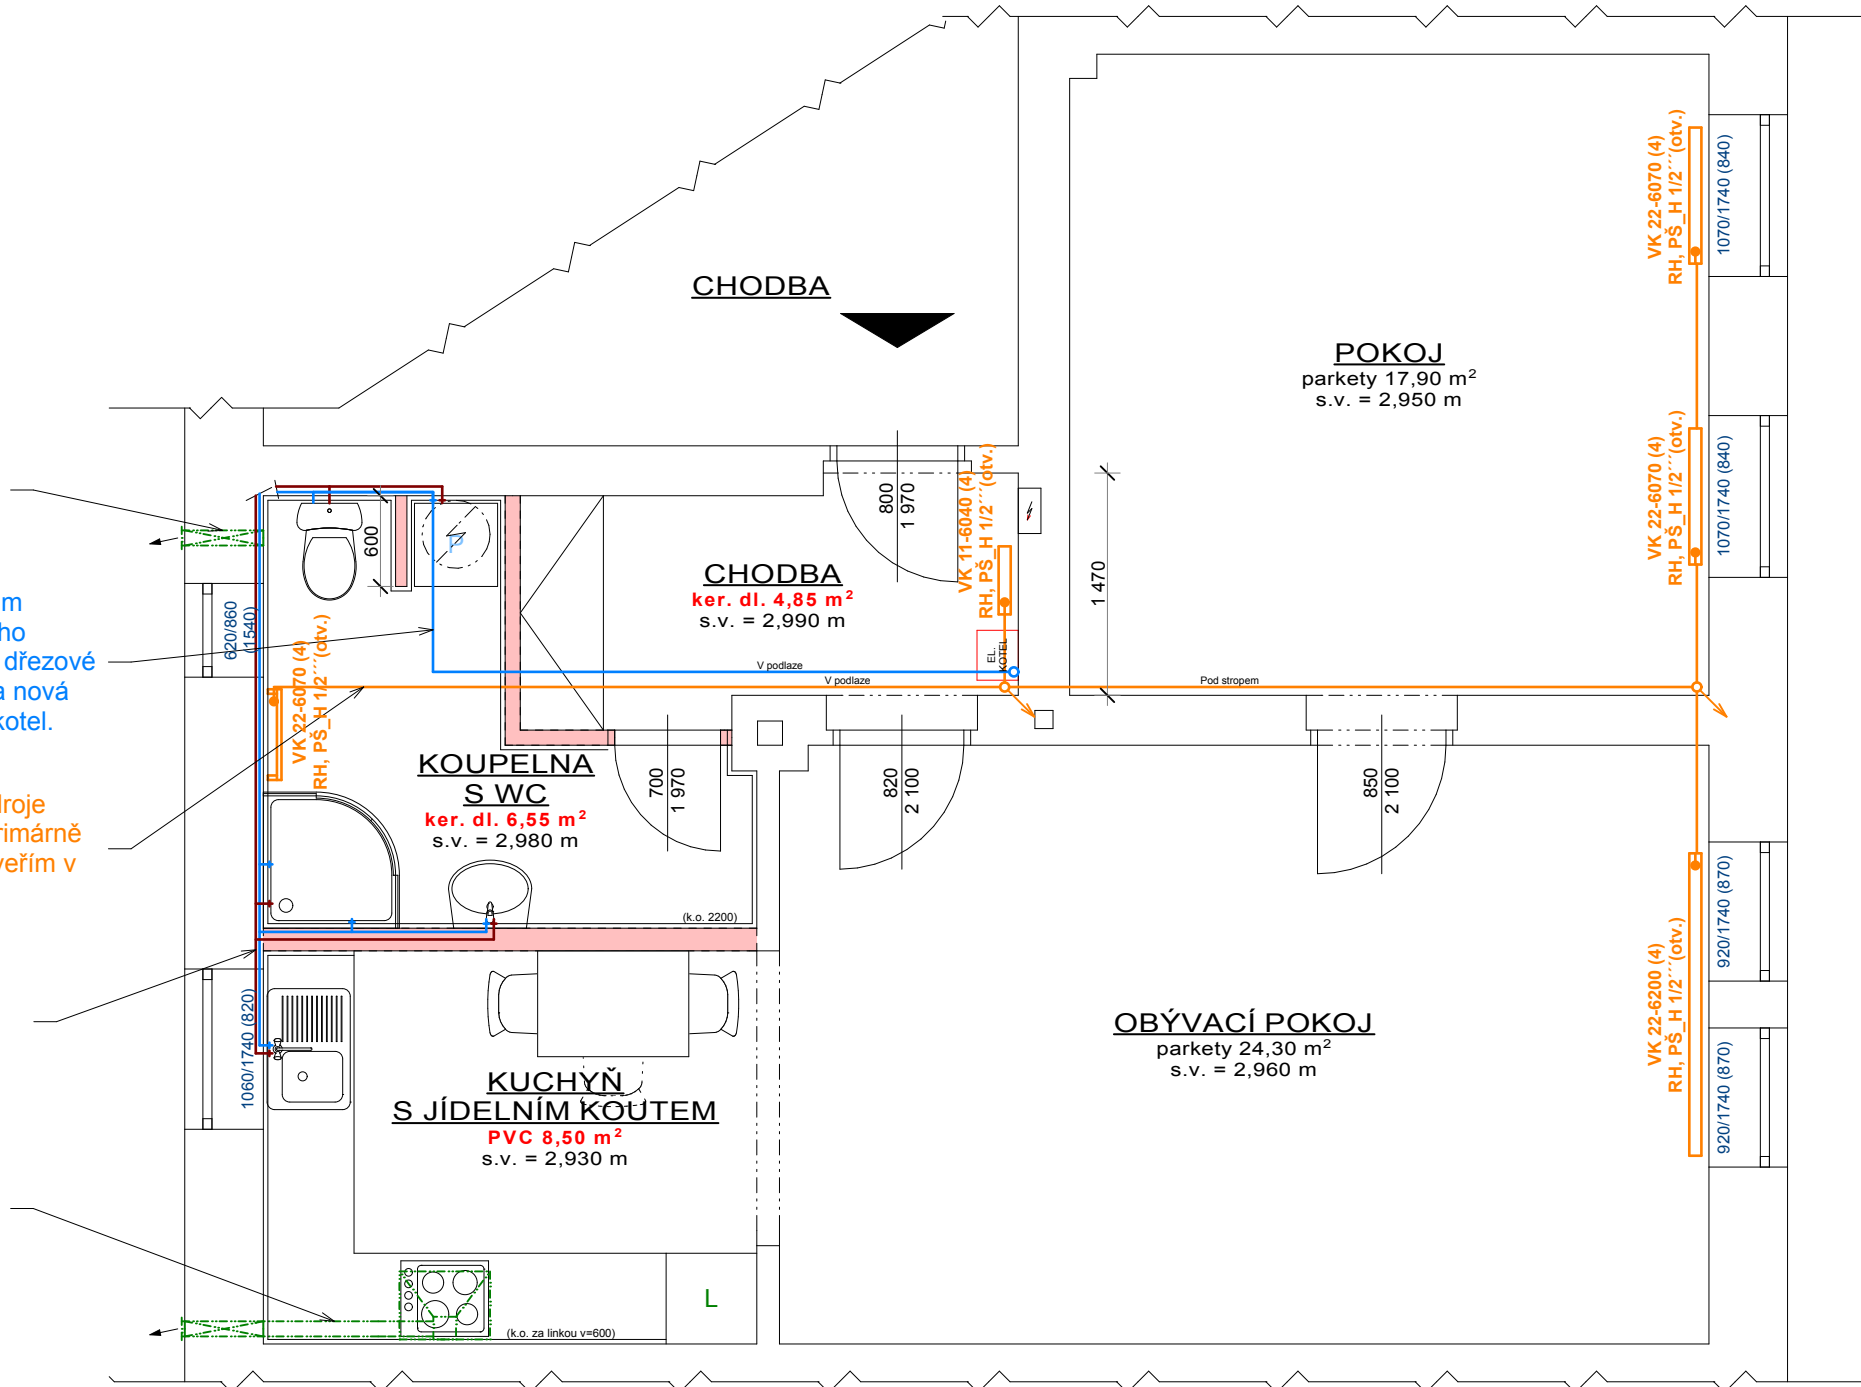 CHODBA
POKOJ
parkety 17,90 m²
s.v. = 2,950 m
VK 22-6070 (4)
RH, PŠ_H 1/2´´´(otv.)
1070/1740 (840)
VK 22-6070 (4)
RH, PŠ_H 1/2´´´(otv.)
1070/1740 (840)
800
1 970
VK 11-6040 (4)
RH, PŠ_H 1/2´´´(otv.)
1 470
600
P
CHODBA
ker. dl. 4,85 m²
s.v. = 2,990 m
EL.
KOTEL
V podlaze
V podlaze
Pod stropem
620/860
(1540)
VK 22-6070 (4)
RH, PŠ_H 1/2´´´(otv.)
m
ho
dřezové
a nová
kotel.
droje
rimárně
veřím v
KOUPELNA
S WC
ker. dl. 6,55 m²
s.v. = 2,980 m
700
1 970
820
2 100
850
2 100
(k.o. 2200)
920/1740 (870)
VK 22-6200 (4)
RH, PŠ_H 1/2´´´(otv.)
920/1740 (870)
1060/1740 (820)
OBÝVACÍ POKOJ
parkety 24,30 m²
s.v. = 2,960 m
KUCHYŇ
S JÍDELNÍM KOUTEM
PVC 8,50 m²
s.v. = 2,930 m
L
(k.o. za linkou v=600)